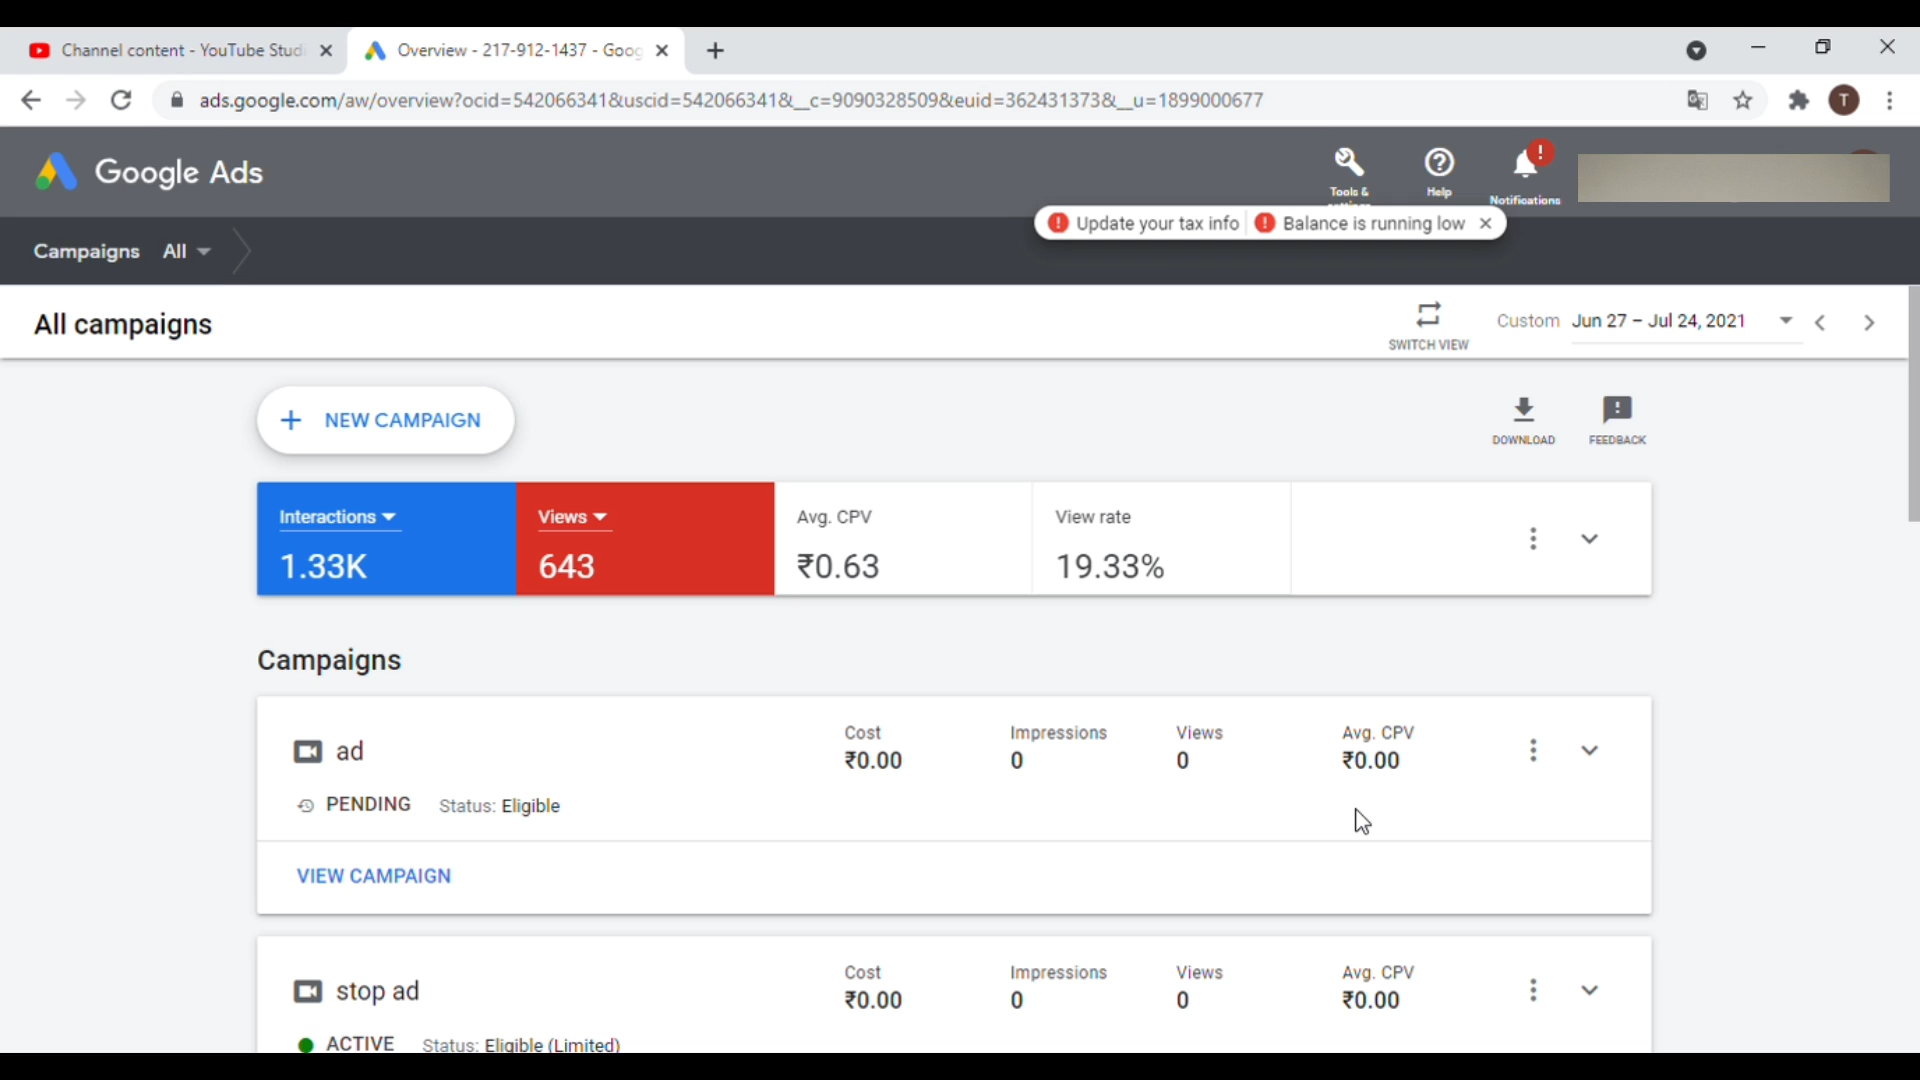 Channel content - YouTube Studi
Overview - 217-912-1437 - Goog
ads.google.com/aw/overview?ocid=542066341&uscid=542066341&__c=9090328509&euid=362431373&__u=1899000677
T
Google Ads
Tools &
Help
Notifications
Update your tax info
Balance is running low
Campaigns All
All campaigns
SWITCH VIEW
Custom Jun 27 – Jul 24, 2021
+ NEW CAMPAIGN
DOWNLOAD
FEEDBACK
Interactions
1.33K
Views
643
Avg. CPV
₹0.63
View rate
19.33%
Campaigns
ad
Cost
₹0.00
Impressions
0
Views
0
Avg. CPV
₹0.00
PENDING Status: Eligible
VIEW CAMPAIGN
stop ad
Cost
₹0.00
Impressions
0
Views
0
Avg. CPV
₹0.00
ACTIVE Status: Eligible (Limited)